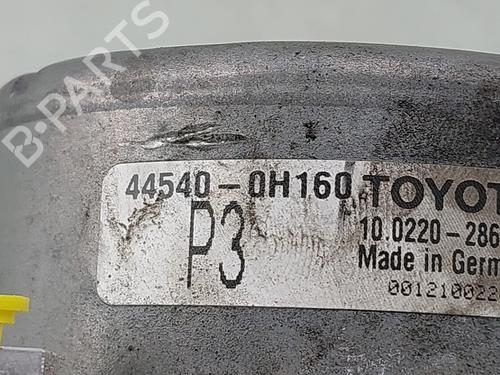 B-PARTS
44540-0H160 TOYOT
P3 10.0220-286
Made in Germ
001210022